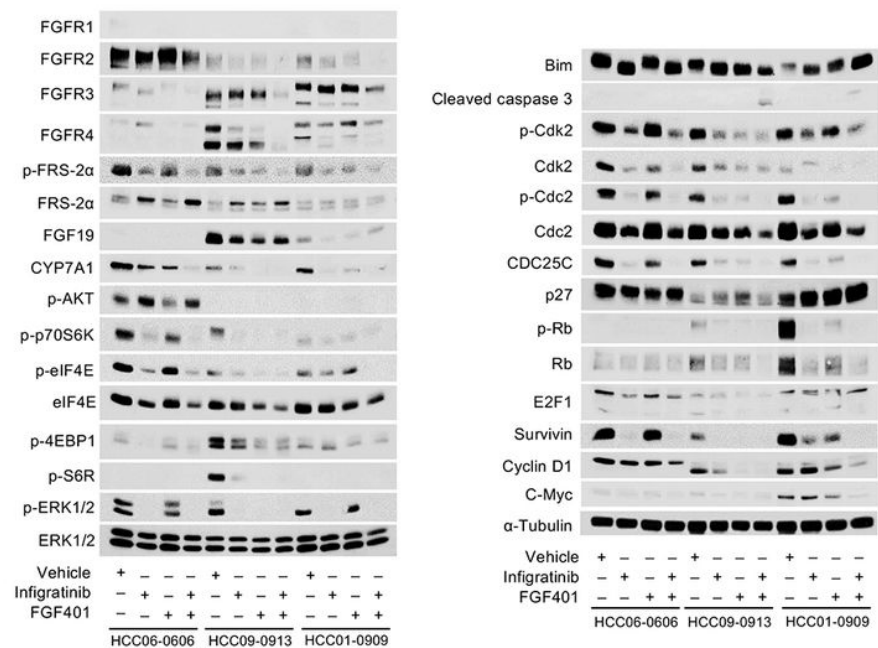 FGFR1
FGFR2
FGFR3
FGFR4
p-FRS-2α
FRS-2α
FGF19
CYP7A1
p-AKT
p-p70S6K
p-eIF4E
eIF4E
p-4EBP1
p-S6R
p-ERK1/2
ERK1/2
Vehicle + – – – + – – – + – – –
Infigratinib – + – + – + – + – + – +
FGF401 – – + + – – + + – – + +
HCC06-0606 HCC09-0913 HCC01-0909
Bim
Cleaved caspase 3
p-Cdk2
Cdk2
p-Cdc2
Cdc2
CDC25C
p27
p-Rb
Rb
E2F1
Survivin
Cyclin D1
C-Myc
α-Tubulin
Vehicle + – – – + – – – + – – –
Infigratinib – + – + – + – + – + – +
FGF401 – – + + – – + + – – + +
HCC06-0606 HCC09-0913 HCC01-0909